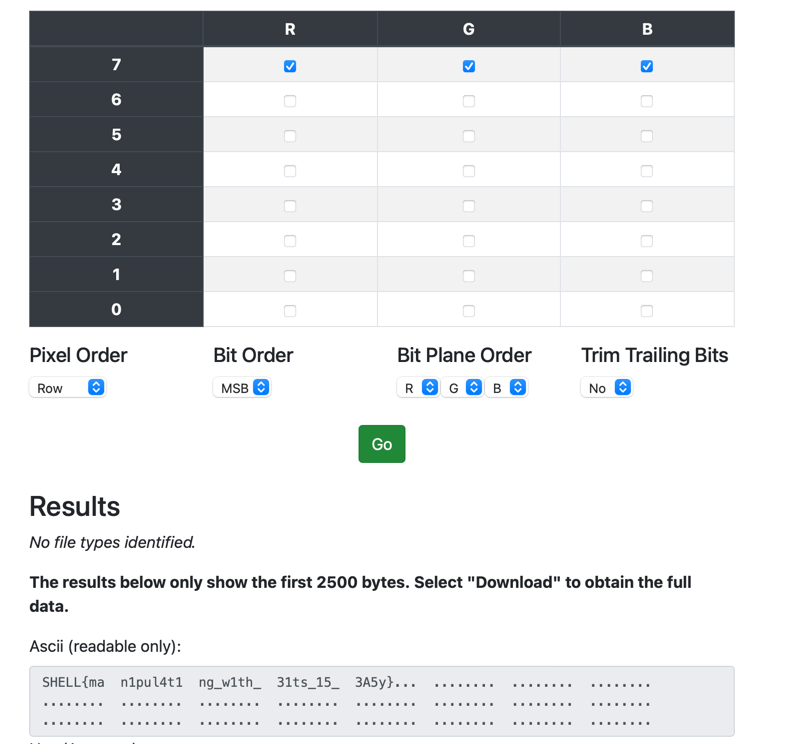 R G B
7
6
5
4
3
2
1
0
Pixel Order Bit Order Bit Plane Order Trim Trailing Bits
Row MSB R G B No
Go
Results
No file types identified.
The results below only show the first 2500 bytes. Select "Download" to obtain the full
data.
Ascii (readable only):
SHELL{ma n1pul4t1 ng_w1th_ 31ts_15_ 3A5y}... ........ ........ ........
........ ........ ........ ........ ........ ........ ........ ........
........ ........ ........ ........ ........ ........ ........ ........